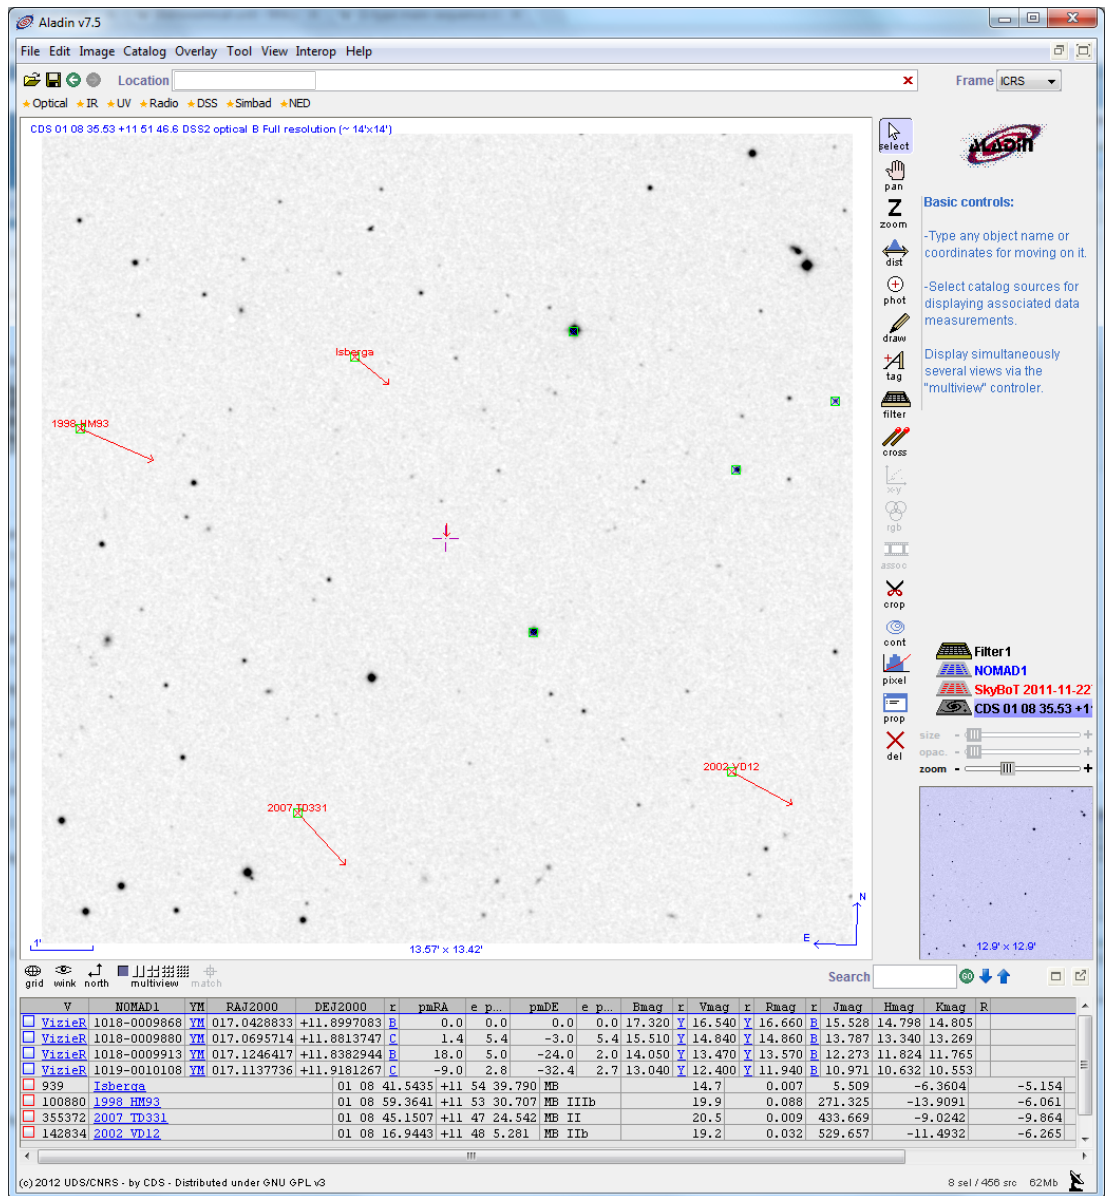 Aladin v7.5
File Edit Image Catalog Overlay Tool View Interop Help
Location
Frame ICRS
Optical IR UV Radio DSS Simbad NED
CDS 01 08 35.53 +11 51 46.6 DSS2 optical B Full resolution (~ 14'x14')
select
pan
Z
zoom
dist
phot
draw
+A
tag
filter
cross
x-y
rgb
assoc
crop
cont
pixel
prop
del
ALADIN
Basic controls:
-Type any object name or
coordinates for moving on it.
-Select catalog sources for
displaying associated data
measurements.
Display simultaneously
several views via the
"multiview" controler.
Isberga
1998 HM93
2002 VD12
2007 TD331
N
E
1'
13.57' × 13.42'
Filter1
NOMAD1
SkyBoT 2011-11-22
CDS 01 08 35.53 +1
size - +
opac. - +
zoom - +
12.9' × 12.9'
grid wink north multiview match
Search GO
V NOMAD1 YM RAJ2000 DEJ2000 r pmRA e p... pmDE e p... Bmag r Vmag r Rmag r Jmag Hmag Kmag R
VizieR 1018-0009868 YM 017.0428833 +11.8997083 B 0.0 0.0 0.0 0.0 17.320 Y 16.540 Y 16.660 B 15.528 14.798 14.805
VizieR 1018-0009880 YM 017.0695714 +11.8813747 C 1.4 5.4 -3.0 5.4 15.510 Y 14.840 Y 14.860 B 13.787 13.340 13.269
VizieR 1018-0009913 YM 017.1246417 +11.8382944 B 18.0 5.0 -24.0 2.0 14.050 Y 13.470 Y 13.570 B 12.273 11.824 11.765
VizieR 1019-0010108 YM 017.1137736 +11.9181267 C -9.0 2.8 -32.4 2.7 13.040 Y 12.400 Y 11.940 B 10.971 10.632 10.553
939 Isberga 01 08 41.5435 +11 54 39.790 MB 14.7 0.007 5.509 -6.3604 -5.154
100880 1998 HM93 01 08 59.3641 +11 53 30.707 MB IIIb 19.9 0.088 271.325 -13.9091 -6.061
355372 2007 TD331 01 08 45.1507 +11 47 24.542 MB II 20.5 0.009 433.669 -9.0242 -9.864
142834 2002 VD12 01 08 16.9443 +11 48 5.281 MB IIb 19.2 0.032 529.657 -11.4932 -6.265
(c) 2012 UDS/CNRS - by CDS - Distributed under GNU GPL v3
8 sel / 456 src 62Mb